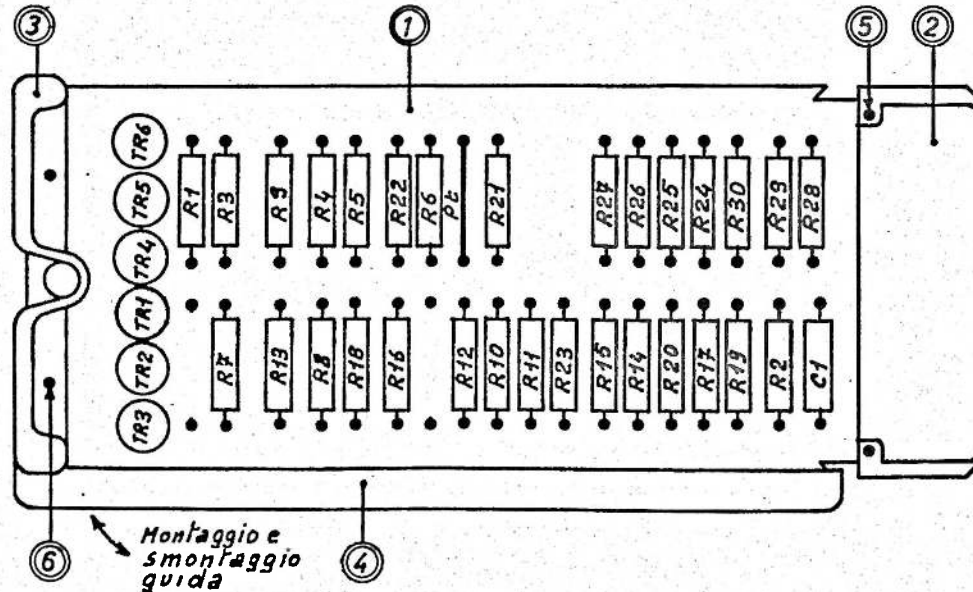 3 1 5 2
TR6
TR5
TR4
TR1
TR2
TR3
R1 R3 R9 R4 R5 R22 R6 Pt R21 R27 R26 R25 R24 R30 R29 R28
R7 R13 R8 R18 R16 R12 R10 R11 R23 R15 R14 R20 R17 R19 R2 C1
6 4
Montaggio e
smontaggio
guida